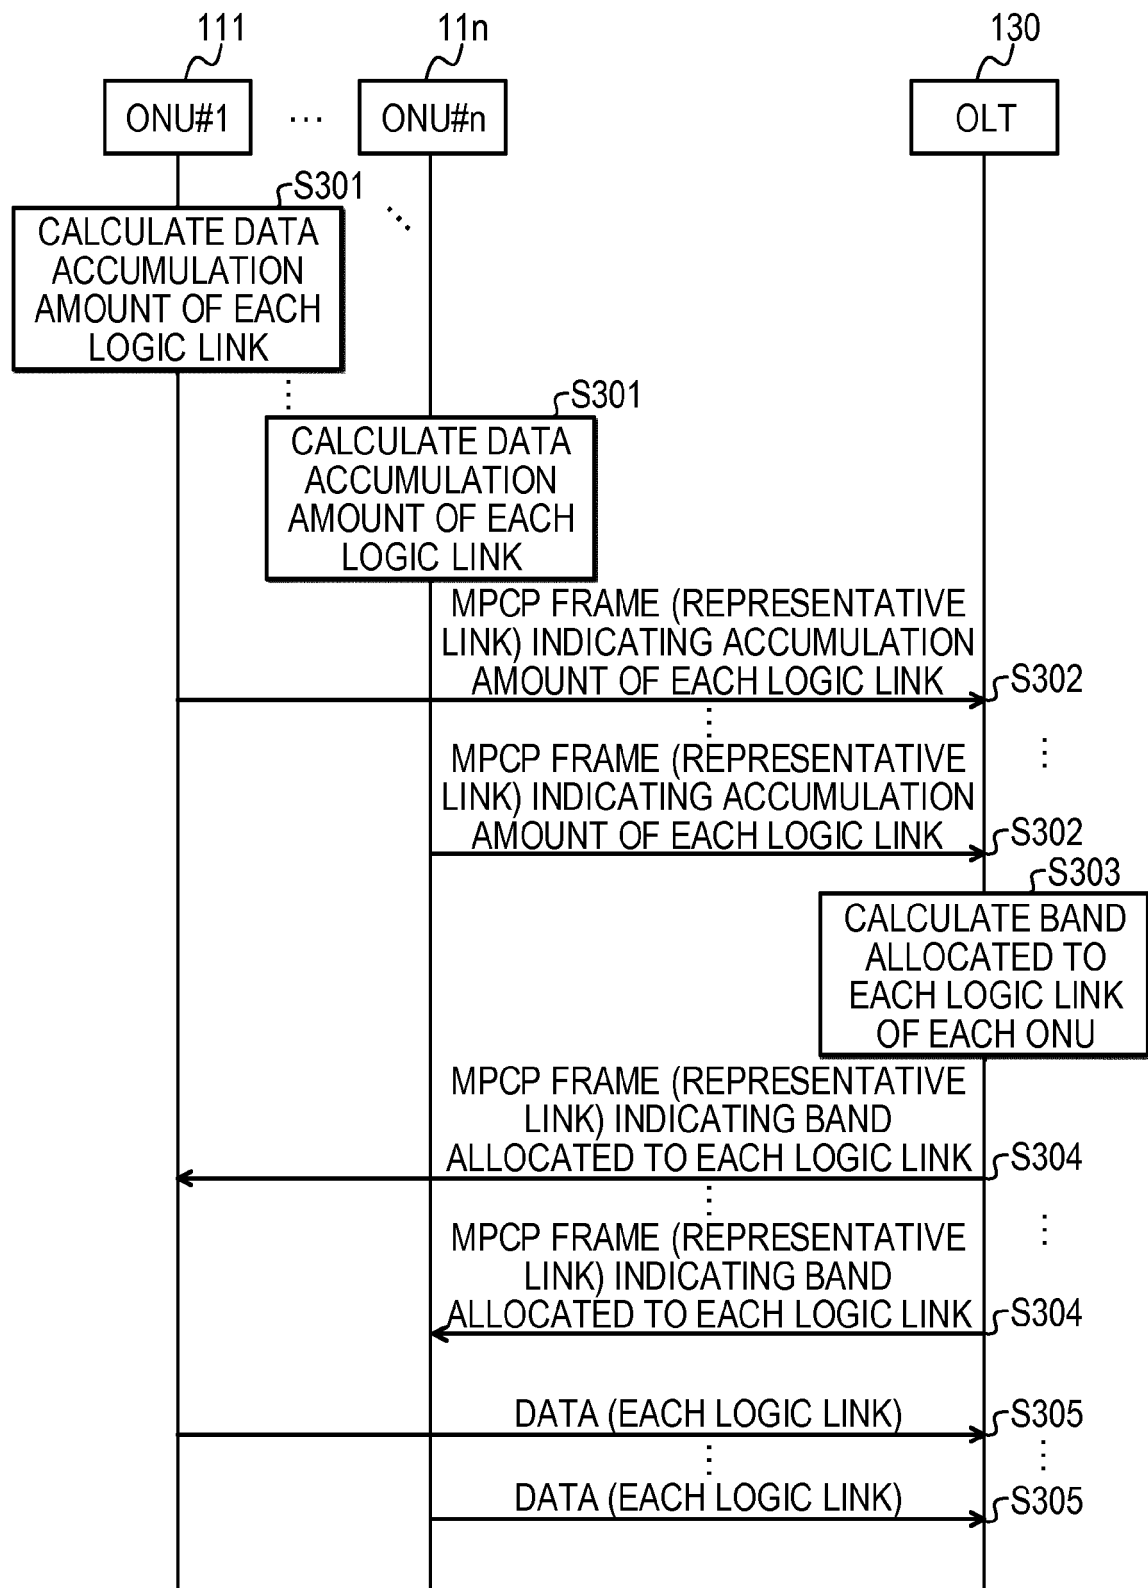 111
11n
130
ONU#1
...
ONU#n
OLT
S301
CALCULATE DATA
ACCUMULATION
AMOUNT OF EACH
LOGIC LINK
S301
CALCULATE DATA
ACCUMULATION
AMOUNT OF EACH
LOGIC LINK
MPCP FRAME (REPRESENTATIVE
LINK) INDICATING ACCUMULATION
AMOUNT OF EACH LOGIC LINK
S302
MPCP FRAME (REPRESENTATIVE
LINK) INDICATING ACCUMULATION
AMOUNT OF EACH LOGIC LINK
S302
S303
CALCULATE BAND
ALLOCATED TO
EACH LOGIC LINK
OF EACH ONU
MPCP FRAME (REPRESENTATIVE
LINK) INDICATING BAND
ALLOCATED TO EACH LOGIC LINK
S304
MPCP FRAME (REPRESENTATIVE
LINK) INDICATING BAND
ALLOCATED TO EACH LOGIC LINK
S304
DATA (EACH LOGIC LINK)
S305
DATA (EACH LOGIC LINK)
S305